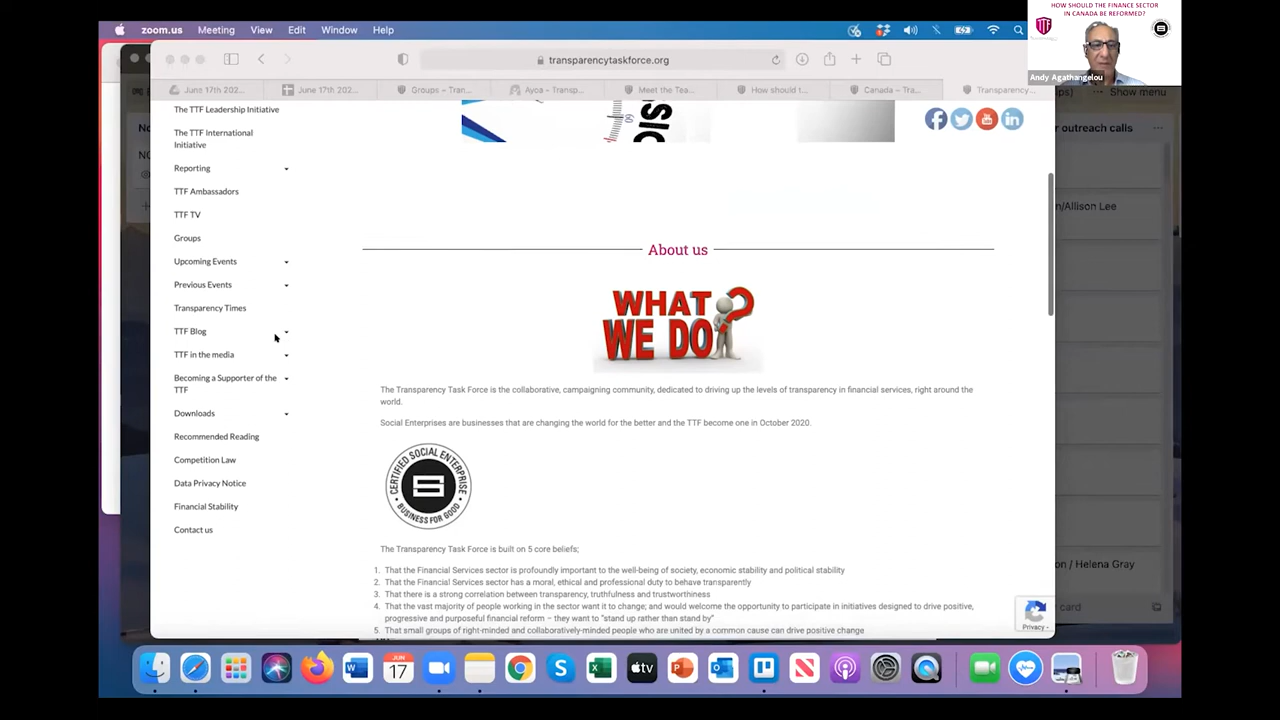 zoom.us Meeting View Edit Window Help
HOW SHOULD THE FINANCE SECTOR
IN CANADA BE REFORMED?
TTF
Andy Agathangelou
transparencytaskforce.org
June 17th 202...
June 17th 202...
Groups – Tran...
Ayoa – Transp...
Meet the Tea...
How should t...
Canada – Tra...
Transparency...
Show menu
r outreach calls
n/Allison Lee
on / Helena Gray
card
The TTF Leadership Initiative
The TTF International
Initiative
Reporting
TTF Ambassadors
TTF TV
Groups
Upcoming Events
Previous Events
Transparency Times
TTF Blog
TTF in the media
Becoming a Supporter of the
TTF
Downloads
Recommended Reading
Competition Law
Data Privacy Notice
Financial Stability
Contact us
About us
WHAT
WE DO?
The Transparency Task Force is the collaborative, campaigning community, dedicated to driving up the levels of transparency in financial services, right around the
world.
Social Enterprises are businesses that are changing the world for the better and the TTF become one in October 2020.
CERTIFIED SOCIAL ENTERPRISE
BUSINESS FOR GOOD
The Transparency Task Force is built on 5 core beliefs;
1. That the Financial Services sector is profoundly important to the well-being of society, economic stability and political stability
2. That the Financial Services sector has a moral, ethical and professional duty to behave transparently
3. That there is a strong correlation between transparency, truthfulness and trustworthiness
4. That the vast majority of people working in the sector want it to change; and would welcome the opportunity to participate in initiatives designed to drive positive,
progressive and purposeful financial reform – they want to "stand up rather than stand by"
5. That small groups of right-minded and collaboratively-minded people who are united by a common cause can drive positive change
Privacy -
JUN
17